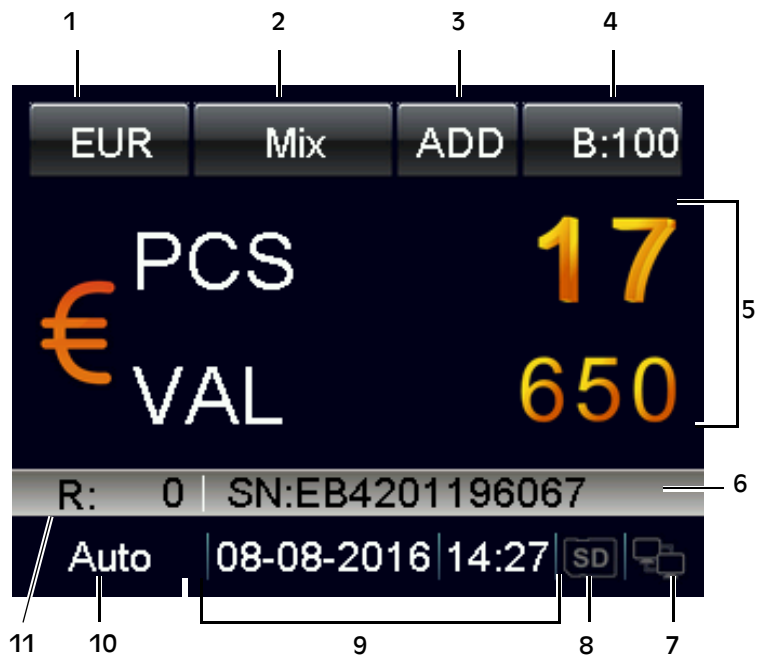 1 2 3 4
EUR Mix ADD B:100
PCS 17
€
5
VAL 650
R: 0 SN:EB4201196067 6
Auto 08-08-2016 14:27 SD
11 10 9 8 7